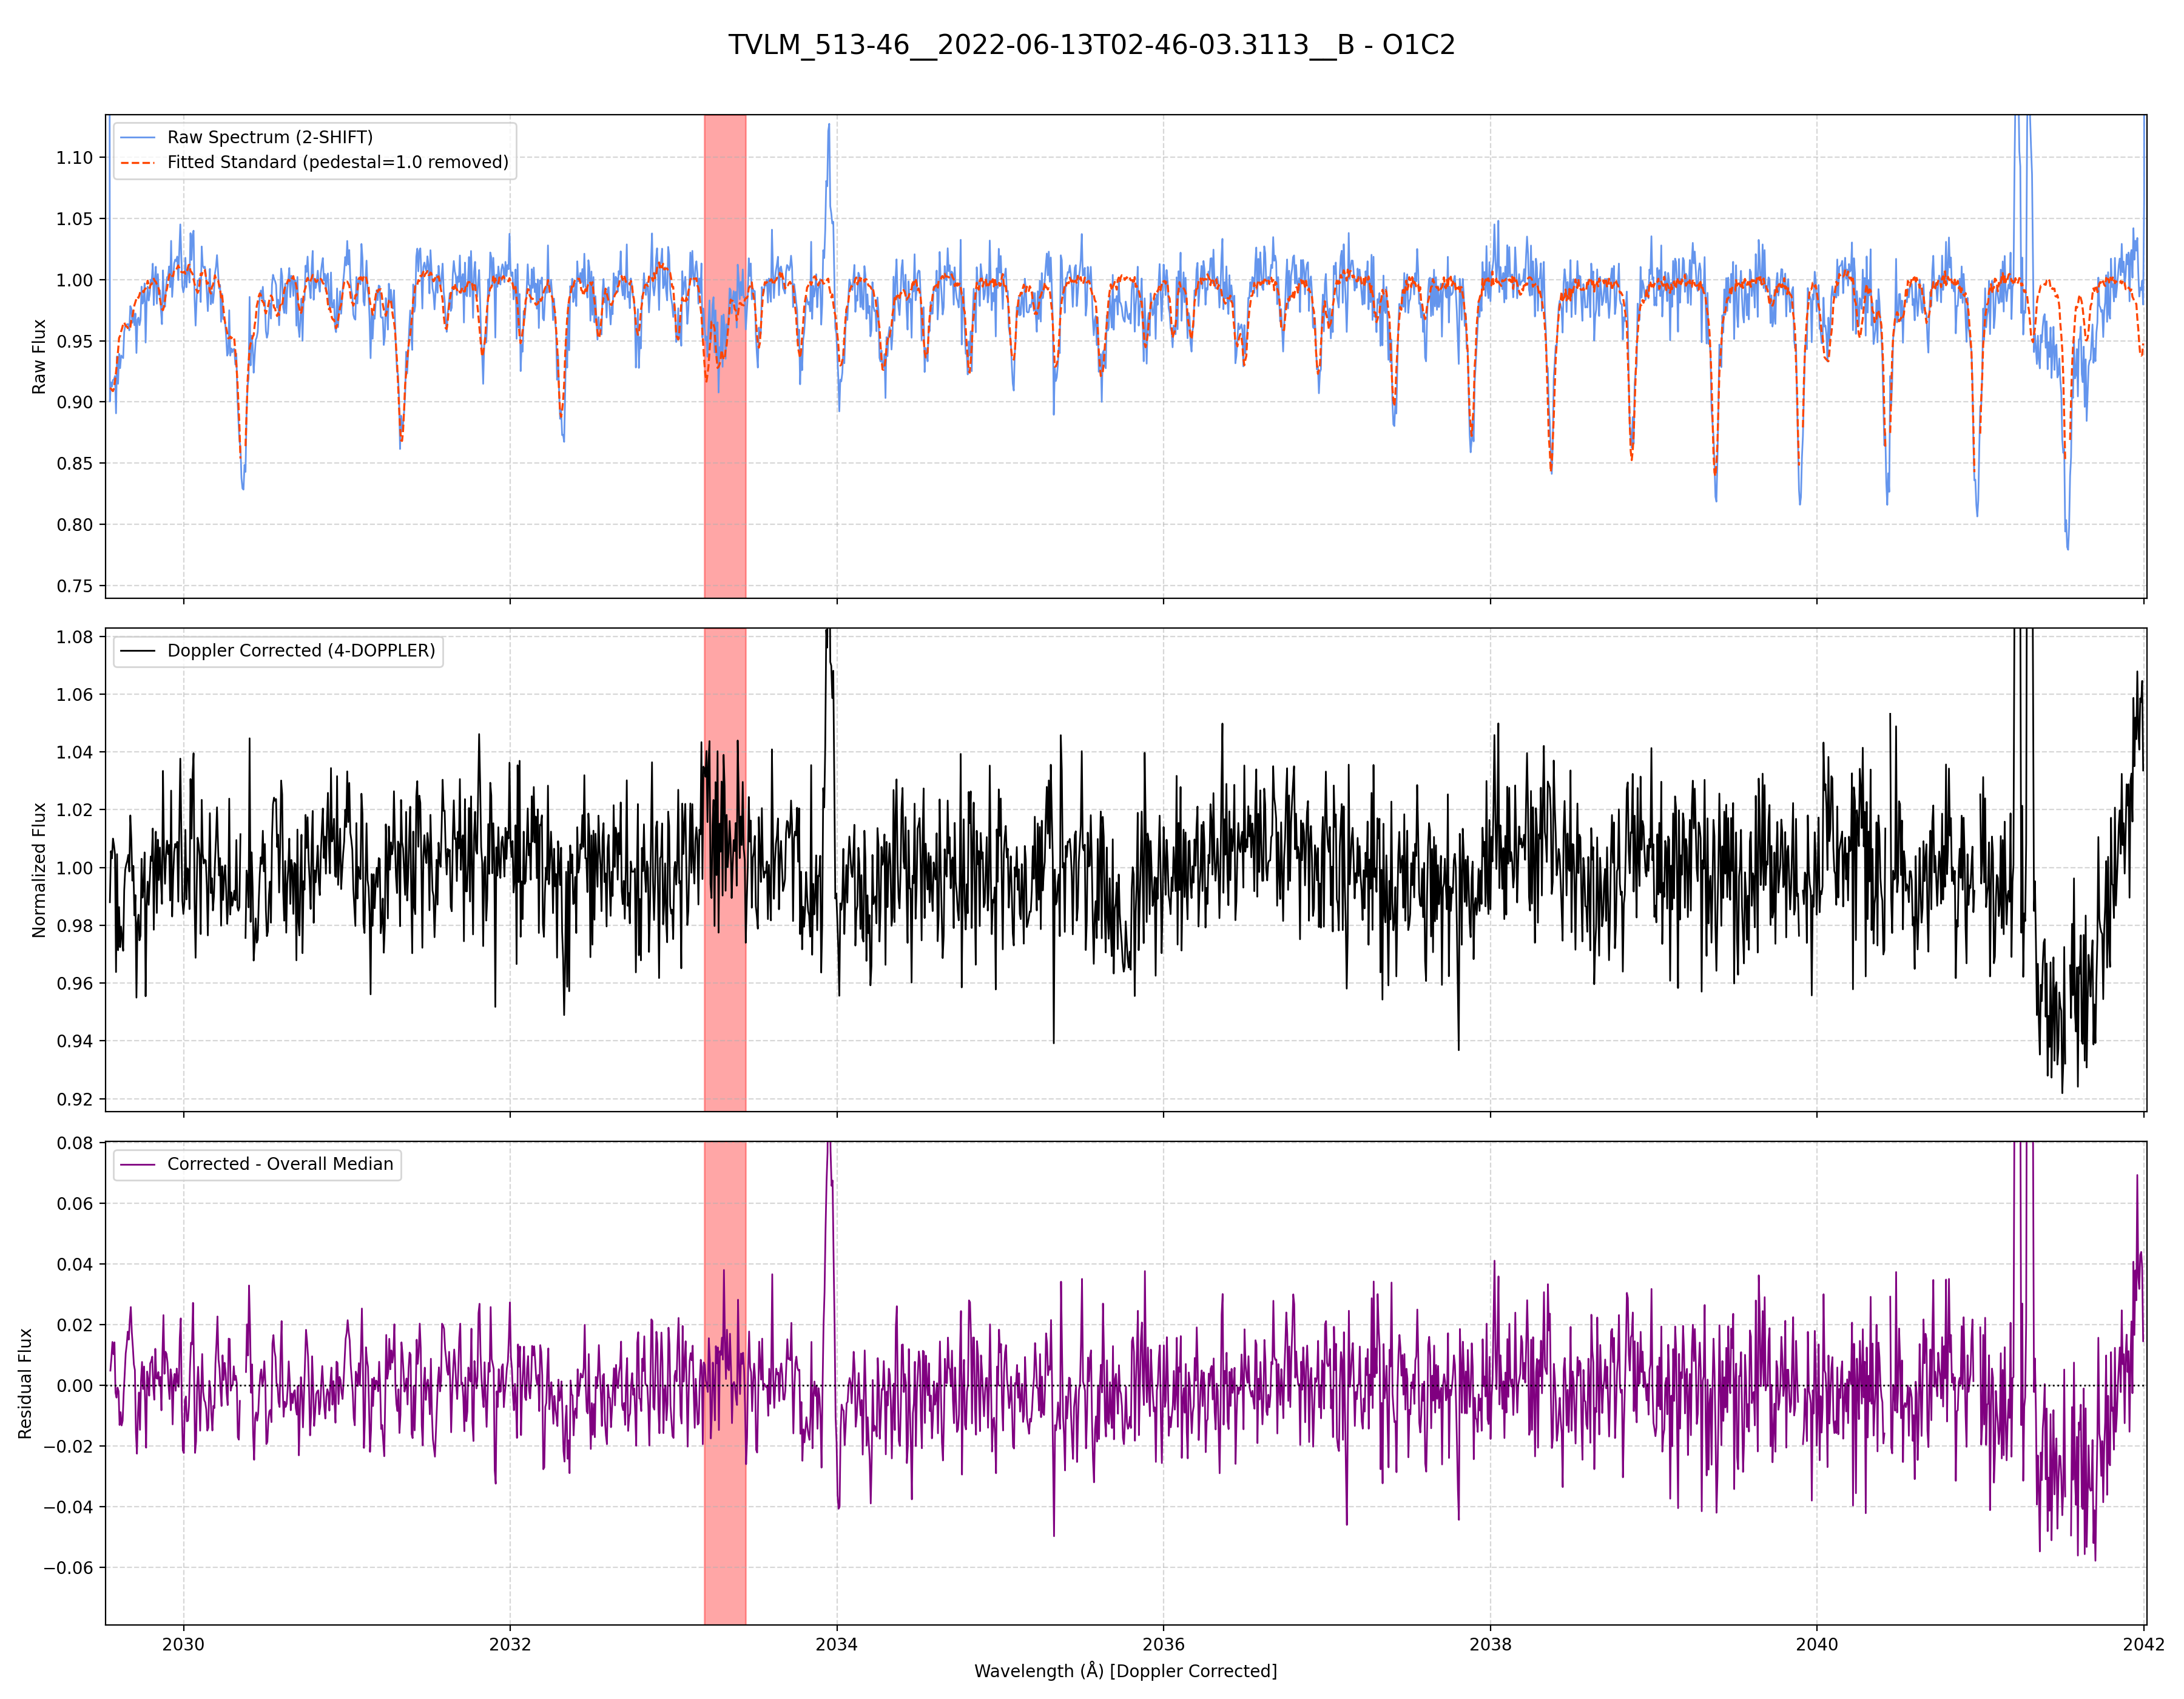 TVLM_513-46__2022-06-13T02-46-03.3113__B - O1C2
Raw Spectrum (2-SHIFT)
Fitted Standard (pedestal=1.0 removed)
Raw Flux
1.10
1.05
1.00
0.95
0.90
0.85
0.80
0.75
Doppler Corrected (4-DOPPLER)
Normalized Flux
1.08
1.06
1.04
1.02
1.00
0.98
0.96
0.94
0.92
Corrected - Overall Median
Residual Flux
0.08
0.06
0.04
0.02
0.00
−0.02
−0.04
−0.06
2030 2032 2034 2036 2038 2040 2042
Wavelength (Å) [Doppler Corrected]